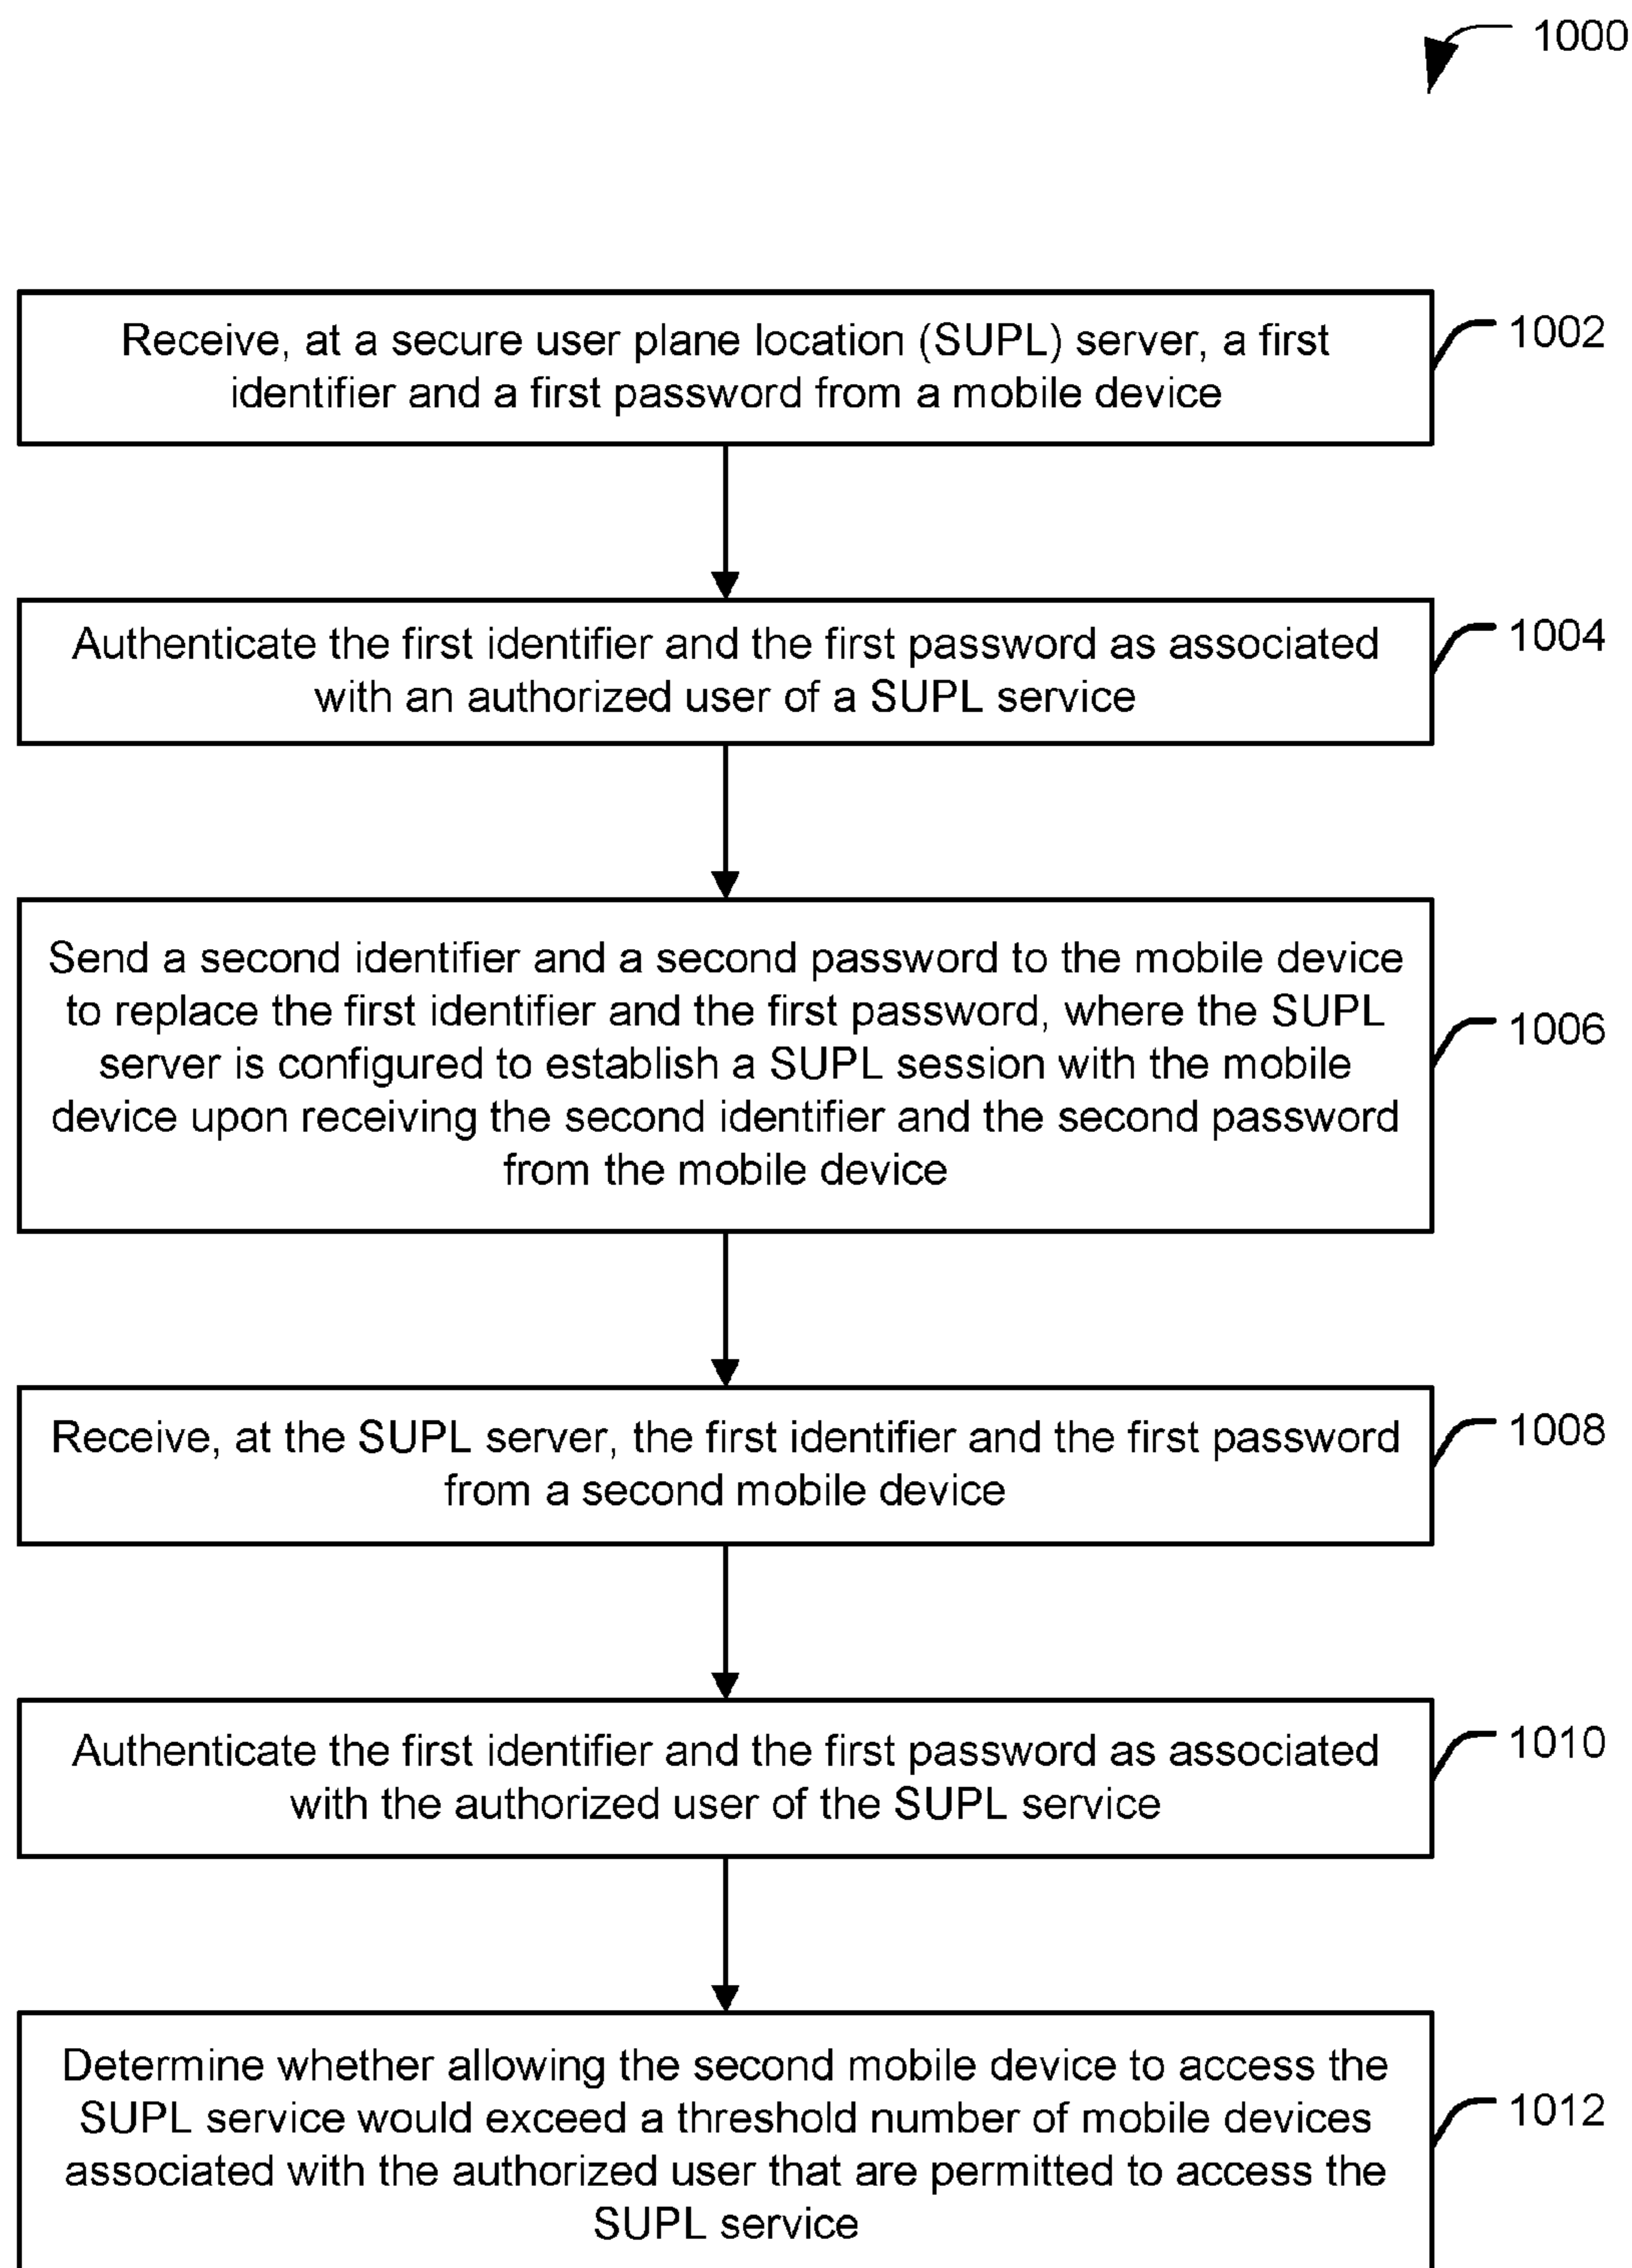 1000
Receive, at a secure user plane location (SUPL) server, a first
identifier and a first password from a mobile device
1002
Authenticate the first identifier and the first password as associated
with an authorized user of a SUPL service
1004
Send a second identifier and a second password to the mobile device
to replace the first identifier and the first password, where the SUPL
server is configured to establish a SUPL session with the mobile
device upon receiving the second identifier and the second password
from the mobile device
1006
Receive, at the SUPL server, the first identifier and the first password
from a second mobile device
1008
Authenticate the first identifier and the first password as associated
with the authorized user of the SUPL service
1010
Determine whether allowing the second mobile device to access the
SUPL service would exceed a threshold number of mobile devices
associated with the authorized user that are permitted to access the
SUPL service
1012